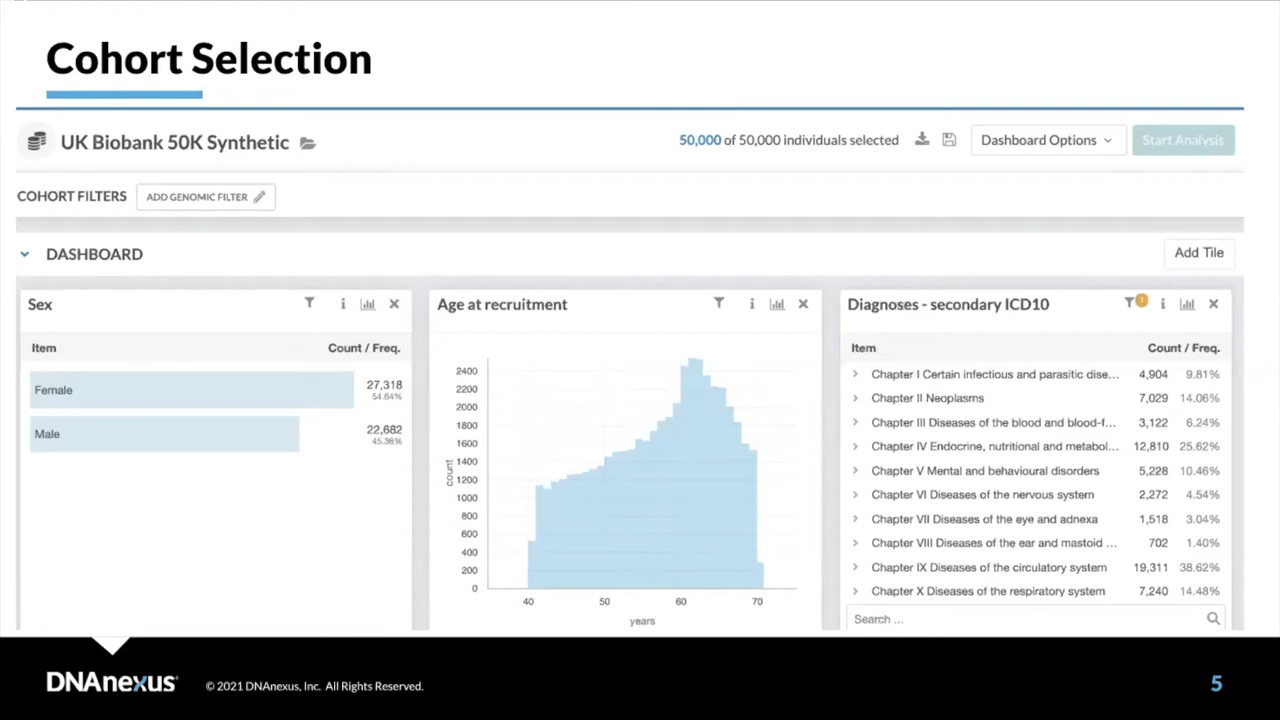 Cohort Selection
UK Biobank 50K Synthetic
50,000 of 50,000 individuals selected
Dashboard Options
Start Analysis
COHORT FILTERS
ADD GENOMIC FILTER
DASHBOARD
Add Tile
Sex
Item Count / Freq.
Female 27,318
54.64%
Male 22,682
45.36%
Age at recruitment
count
2400
2200
2000
1800
1600
1400
1200
1000
800
600
400
200
0
40 50 60 70
years
Diagnoses - secondary ICD10
Item Count / Freq.
Chapter I Certain infectious and parasitic dise... 4,904 9.81%
Chapter II Neoplasms 7,029 14.06%
Chapter III Diseases of the blood and blood-f... 3,122 6.24%
Chapter IV Endocrine, nutritional and metabol... 12,810 25.62%
Chapter V Mental and behavioural disorders 5,228 10.46%
Chapter VI Diseases of the nervous system 2,272 4.54%
Chapter VII Diseases of the eye and adnexa 1,518 3.04%
Chapter VIII Diseases of the ear and mastoid ... 702 1.40%
Chapter IX Diseases of the circulatory system 19,311 38.62%
Chapter X Diseases of the respiratory system 7,240 14.48%
Search ...
DNAnexus
© 2021 DNAnexus, Inc. All Rights Reserved.
5